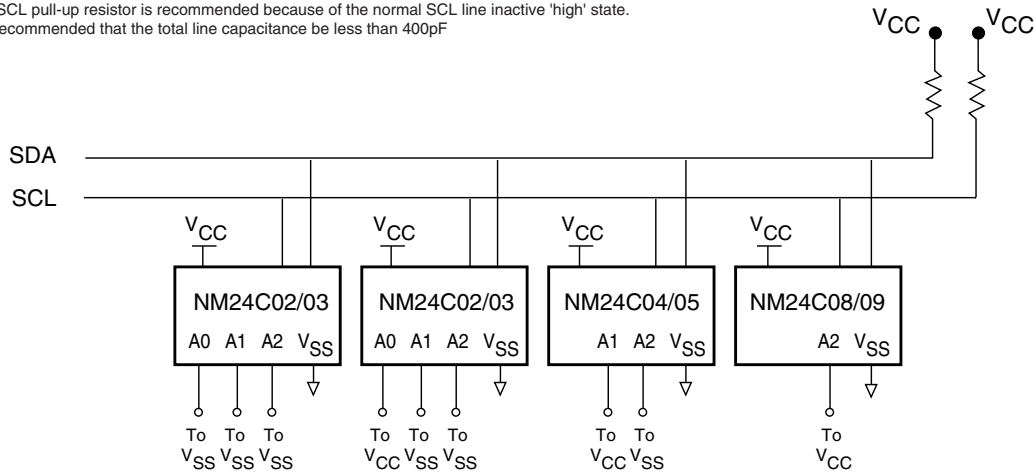 SCL pull-up resistor is recommended because of the normal SCL line inactive 'high' state.
recommended that the total line capacitance be less than 400pF
VCC VCC
SDA
SCL
VCC VCC VCC VCC
NM24C02/03 NM24C02/03 NM24C04/05 NM24C08/09
A0 A1 A2 VSS A0 A1 A2 VSS A1 A2 VSS A2 VSS
To To To To To To To To To
VSS VSS VSS VCC VSS VSS VCC VSS VCC